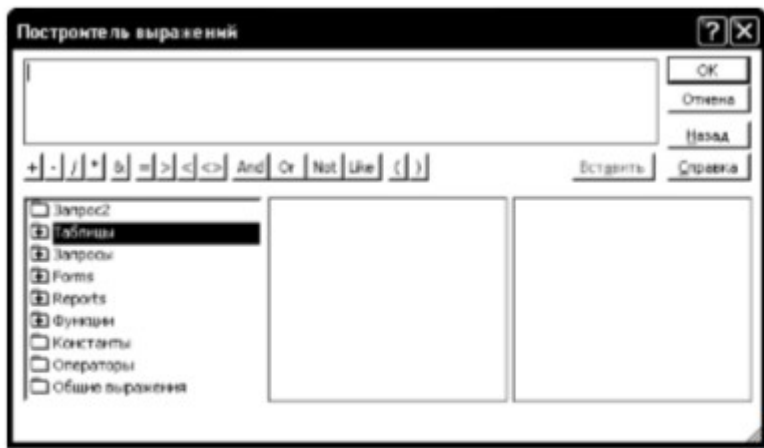 Построитель выражений
OK
Отмена
Назад
+ - / * & = > < <> And Or Not Like ( ) Вставить Справка
Запрос2
Таблицы
Запросы
Forms
Reports
Функции
Константы
Операторы
Общие выражения